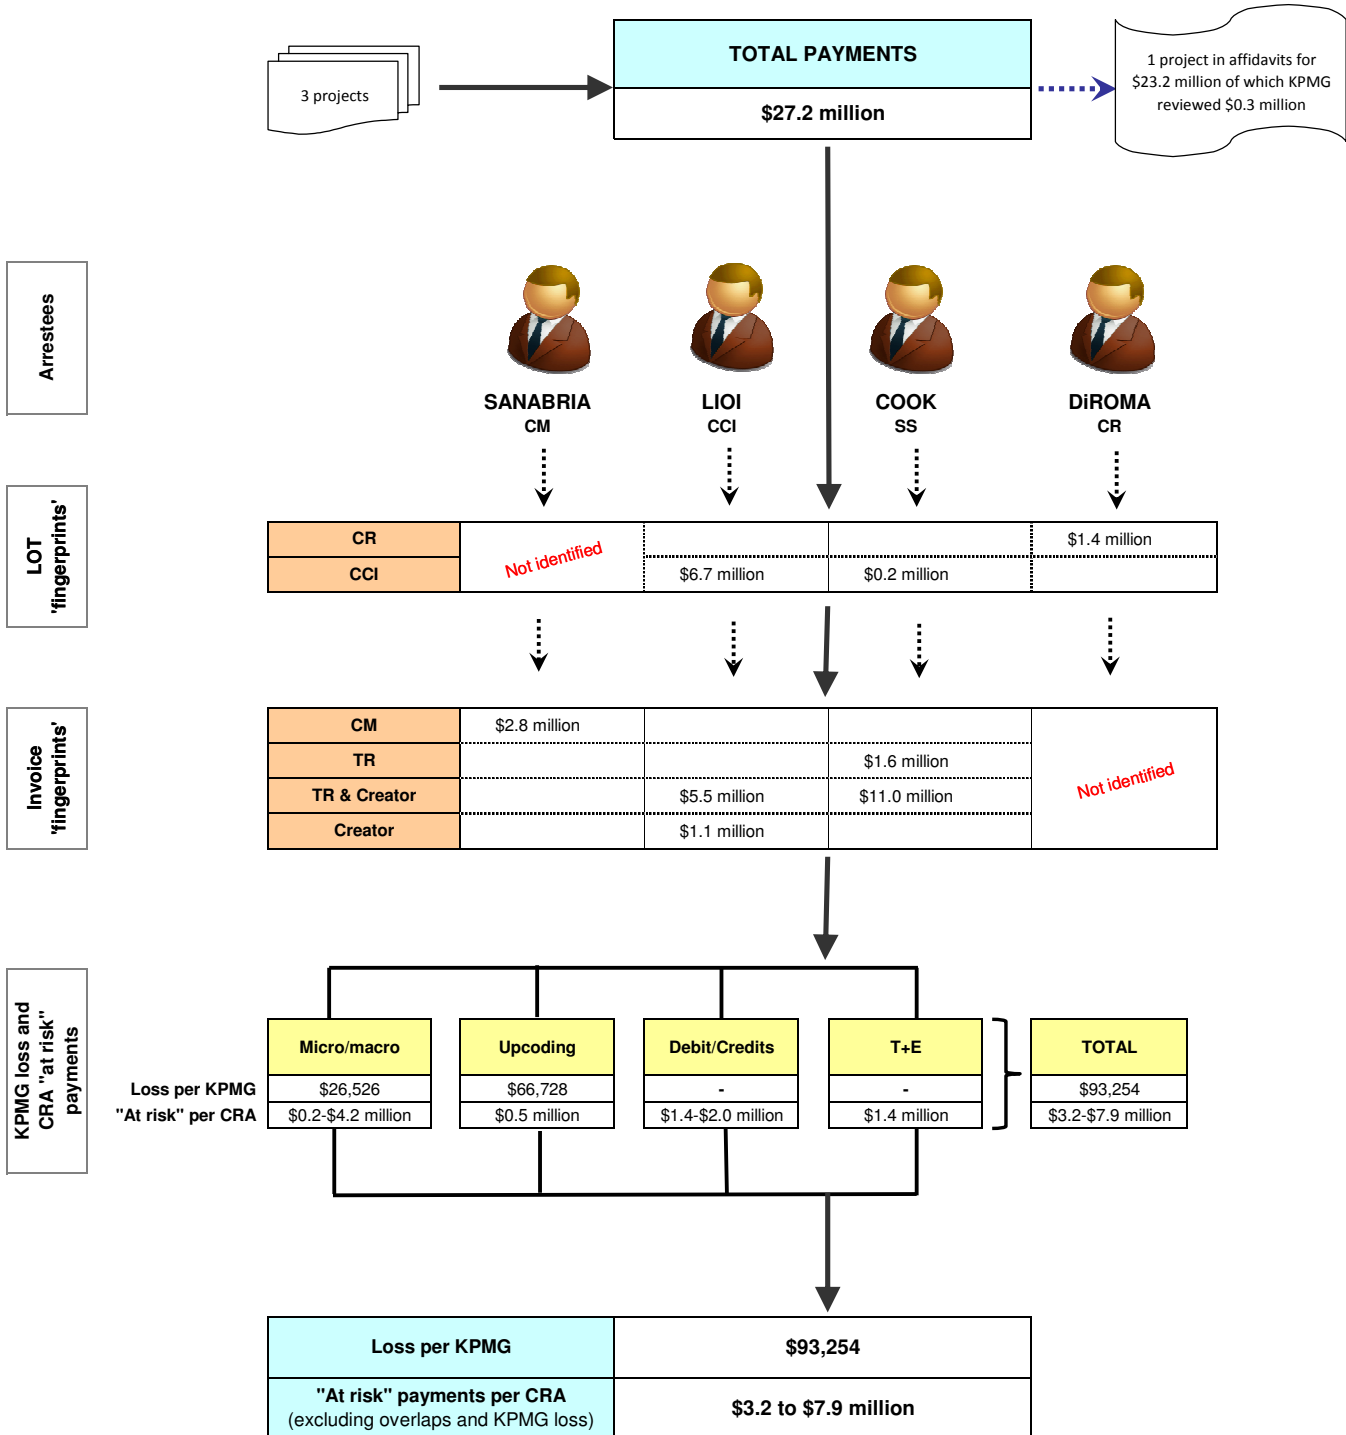 TOTAL PAYMENTS
$27.2 million
3 projects
1 project in affidavits for
$23.2 million of which KPMG
reviewed $0.3 million
Arrestees
SANABRIA
CM
LIOI
CCI
COOK
SS
DiROMA
CR
LOT
'fingerprints'
CR
$1.4 million
Not identified
CCI
$6.7 million
$0.2 million
Invoice
'fingerprints'
CM
$2.8 million
TR
$1.6 million
TR & Creator
$5.5 million
$11.0 million
Not identified
Creator
$1.1 million
KPMG loss and
CRA "at risk"
payments
Micro/macro
Upcoding
Debit/Credits
T+E
TOTAL
Loss per KPMG
$26,526
$66,728
-
-
$93,254
"At risk" per CRA
$0.2-$4.2 million
$0.5 million
$1.4-$2.0 million
$1.4 million
$3.2-$7.9 million
Loss per KPMG
$93,254
"At risk" payments per CRA
(excluding overlaps and KPMG loss)
$3.2 to $7.9 million